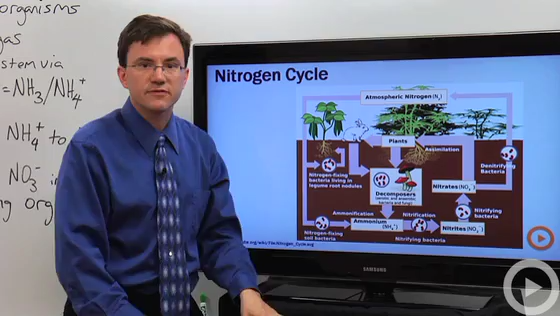 organisms
gas
stem via
= NH₃/NH₄⁺
NH₄⁺ to
NO₃⁻
ng org
Nitrogen Cycle
Atmospheric Nitrogen (N₂)
Plants
Assimilation
Denitrifying
Bacteria
Nitrogen-fixing
bacteria living in
legume root nodules
Decomposers
(aerobic and anaerobic
bacteria and fungi)
Nitrates (NO₃⁻)
Ammonification
Nitrification
Nitrifying
bacteria
Ammonium
(NH₄⁺)
Nitrifying bacteria
Nitrites (NO₂⁻)
Nitrogen-fixing
soil bacteria
SAMSUNG